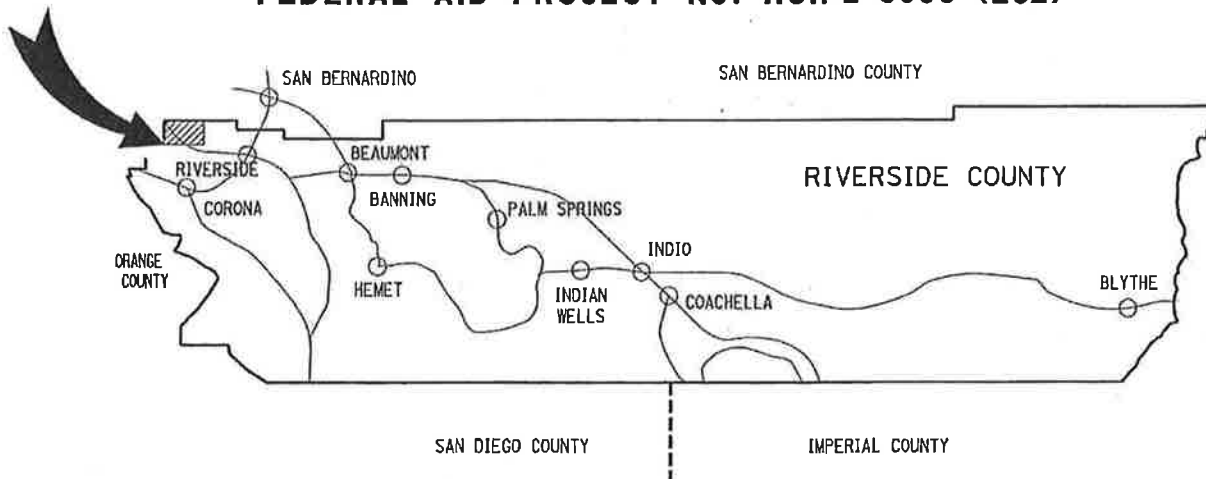 SAN BERNARDINO
SAN BERNARDINO COUNTY
BEAUMONT
RIVERSIDE
RIVERSIDE COUNTY
BANNING
CORONA
PALM SPRINGS
ORANGE
COUNTY
INDIO
HEMET
INDIAN
WELLS
COACHELLA
BLYTHE
SAN DIEGO COUNTY
IMPERIAL COUNTY